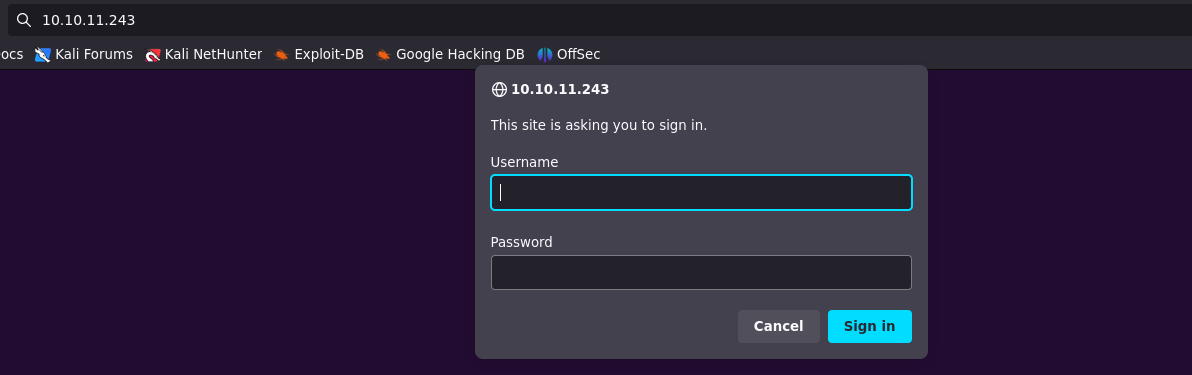 10.10.11.243
ocs Kali Forums Kali NetHunter Exploit-DB Google Hacking DB OffSec
10.10.11.243
This site is asking you to sign in.
Username
Password
Cancel Sign in